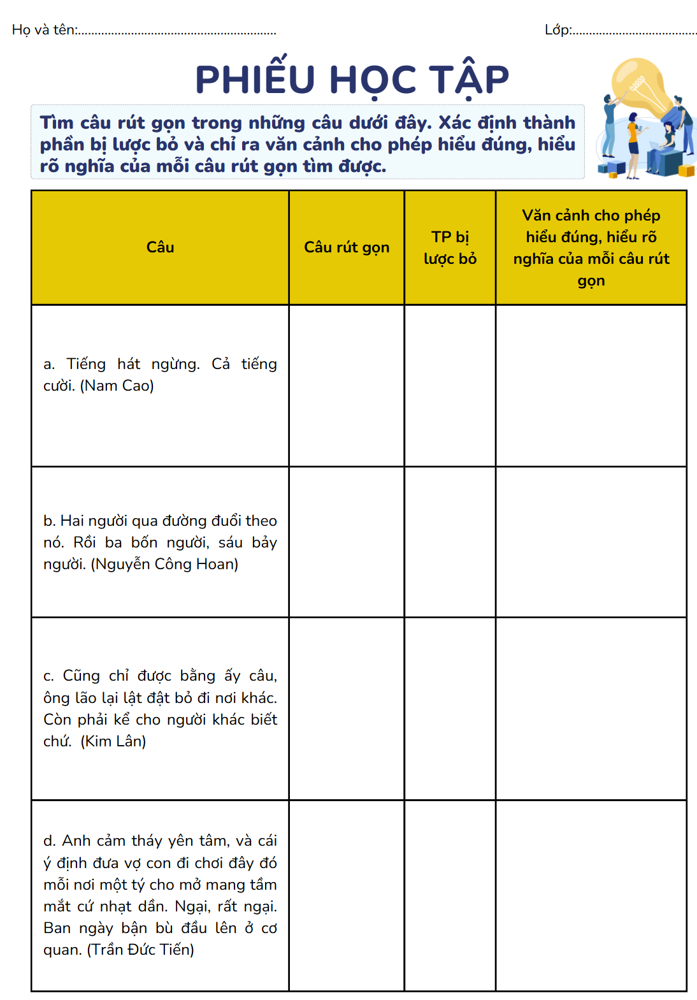 Họ và tên:............................................................ Lớp:......................................
PHIẾU HỌC TẬP
Tìm câu rút gọn trong những câu dưới đây. Xác định thành
phần bị lược bỏ và chỉ ra văn cảnh cho phép hiểu đúng, hiểu
rõ nghĩa của mỗi câu rút gọn tìm được.
Câu
Câu rút gọn
TP bị
lược bỏ
Văn cảnh cho phép
hiểu đúng, hiểu rõ
nghĩa của mỗi câu rút
gọn
a. Tiếng hát ngừng. Cả tiếng
cười. (Nam Cao)
b. Hai người qua đường đuổi theo
nó. Rồi ba bốn người, sáu bảy
người. (Nguyễn Công Hoan)
c. Cũng chỉ được bằng ấy câu,
ông lão lại lật đật bỏ đi nơi khác.
Còn phải kể cho người khác biết
chứ. (Kim Lân)
d. Anh cảm tháy yên tâm, và cái
ý định đưa vợ con đi chơi đây đó
mỗi nơi một tý cho mở mang tầm
mắt cứ nhạt dần. Ngại, rất ngại.
Ban ngày bận bù đầu lên ở cơ
quan. (Trần Đức Tiến)